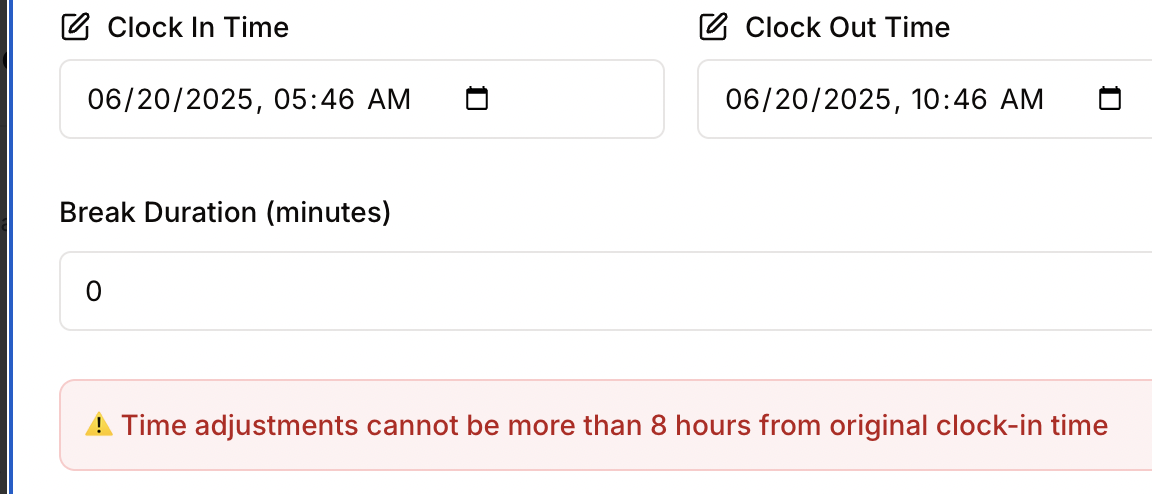 Clock In Time
Clock Out Time
06/20/2025, 05:46 AM
06/20/2025, 10:46 AM
Break Duration (minutes)
0
⚠️ Time adjustments cannot be more than 8 hours from original clock-in time